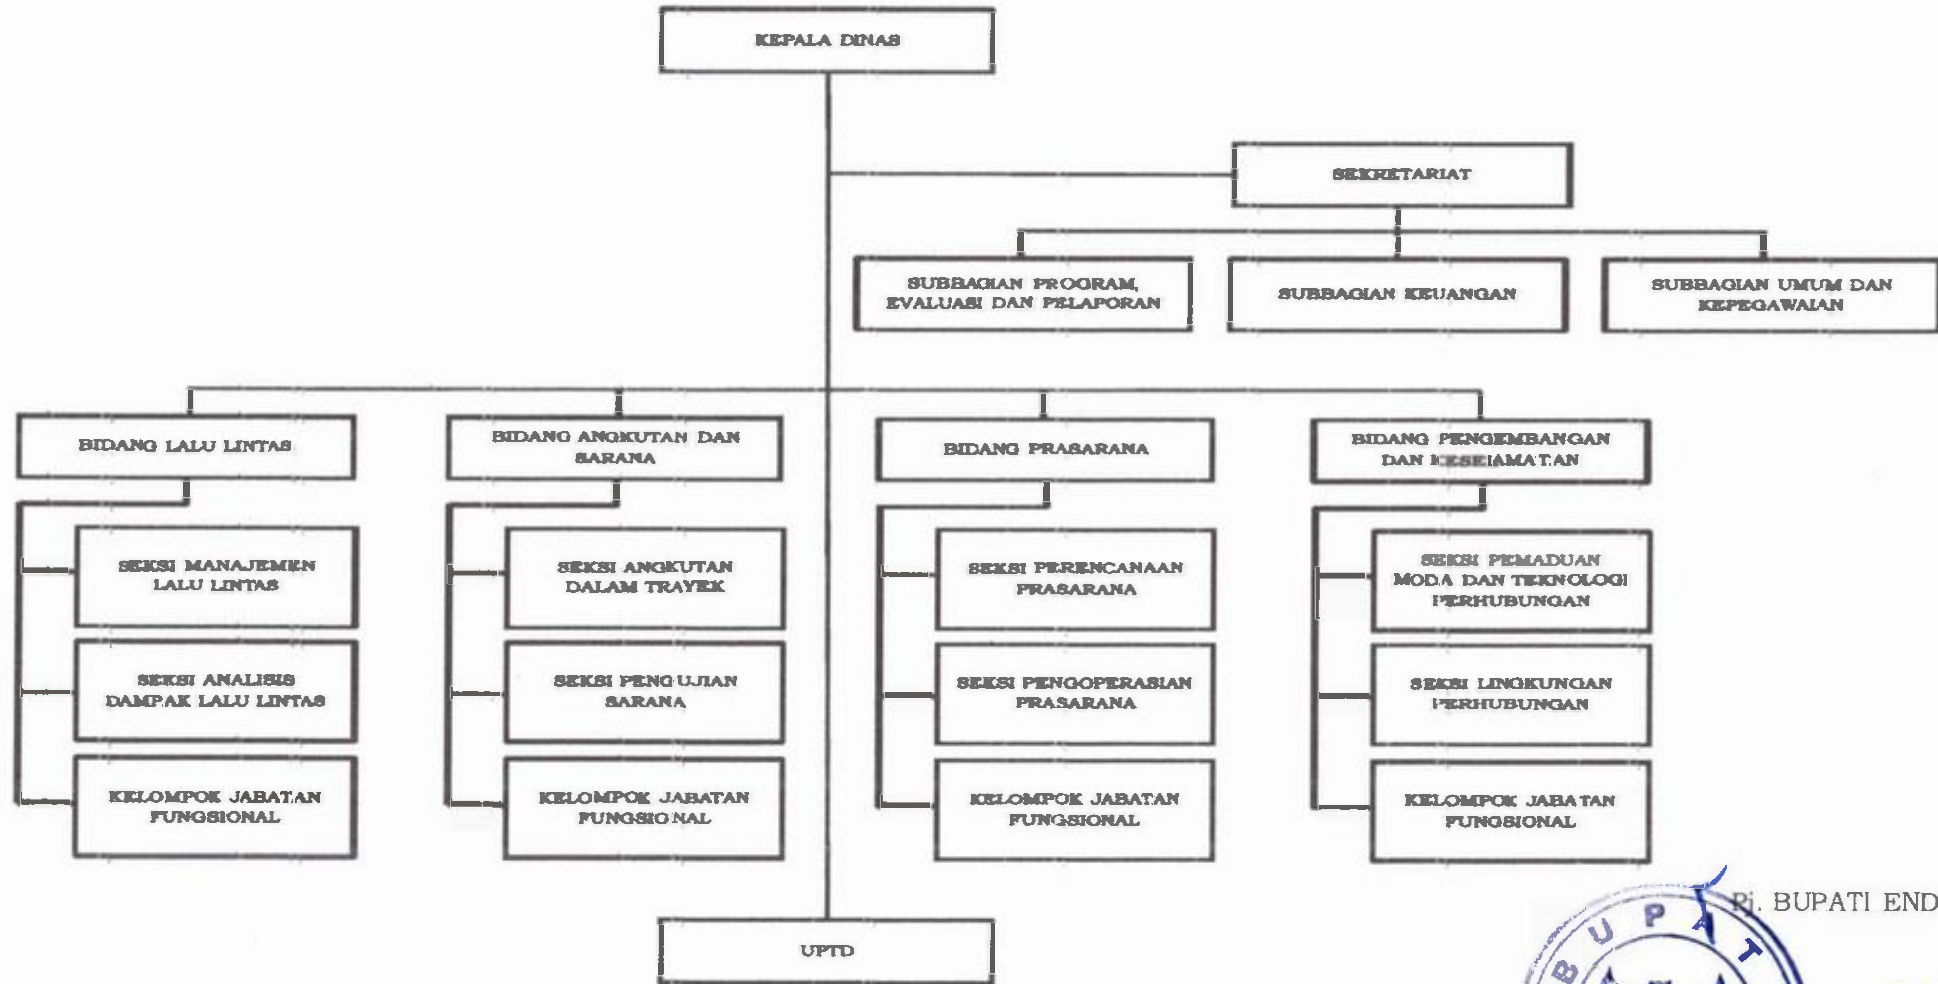 KEPALA DINAS
SEKRETARIAT
SUBBAGIAN PROGRAM,
EVALUASI DAN PELAPORAN
SUBBAGIAN KEUANGAN
SUBBAGIAN UMUM DAN
KEPEGAWAIAN
BIDANG LALU LINTAS
BIDANG ANGKUTAN DAN
SARANA
BIDANG PRASARANA
BIDANG PENGEMBANGAN
DAN KESELAMATAN
SEKSI MANAJEMEN
LALU LINTAS
SEKSI ANGKUTAN
DALAM TRAYEK
SEKSI PERENCANAAN
PRASARANA
SEKSI PEMADUAN
MODA DAN TEKNOLOGI
PERHUBUNGAN
SEKSI ANALISIS
DAMPAK LALU LINTAS
SEKSI PENGUJIAN
SARANA
SEKSI PENGOPERASIAN
PRASARANA
SEKSI LINGKUNGAN
PERHUBUNGAN
KELOMPOK JABATAN
FUNGSIONAL
KELOMPOK JABATAN
FUNGSIONAL
KELOMPOK JABATAN
FUNGSIONAL
KELOMPOK JABATAN
FUNGSIONAL
UPTD
Pj. BUPATI END
BUPAT